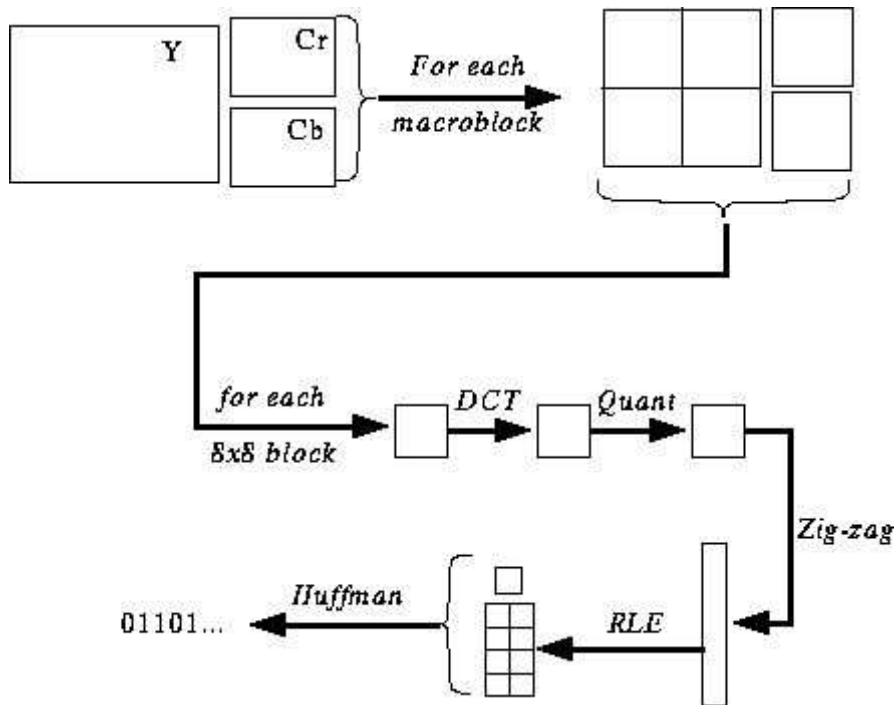 Y
Cr
Cb
For each
macroblock
for each
8x8 block
DCT
Quant
Zig-zag
RLE
Huffman
01101...